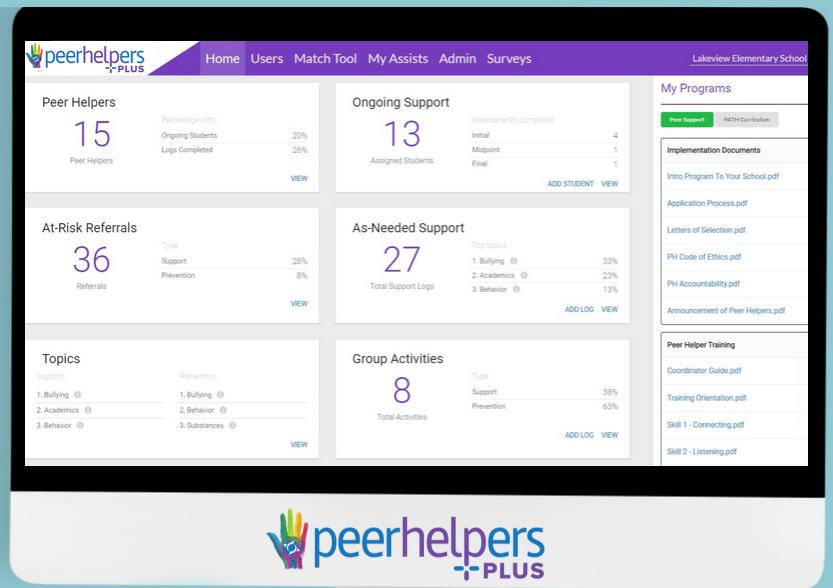 peerhelpers
PLUS
Home Users Match Tool My Assists Admin Surveys
Lakeview Elementary School
Peer Helpers
15
Peer Helpers
Percentage with
Ongoing Students 20%
Logs Completed 26%
VIEW
Ongoing Support
13
Assigned Students
Assessments completed
Initial 4
Midpoint 1
Final 1
ADD STUDENT VIEW
At-Risk Referrals
36
Referrals
Type
Support 28%
Prevention 8%
VIEW
As-Needed Support
27
Total Support Logs
Top topics
1. Bullying 33%
2. Academics 23%
3. Behavior 13%
ADD LOG VIEW
Topics
Support
1. Bullying
2. Academics
3. Behavior
Prevention
1. Bullying
2. Behavior
3. Substances
VIEW
Group Activities
8
Total Activities
Type
Support 38%
Prevention 63%
ADD LOG VIEW
My Programs
Peer Support PATH Curriculum
Implementation Documents
Intro Program To Your School.pdf
Application Process.pdf
Letters of Selection.pdf
PH Code of Ethics.pdf
PH Accountability.pdf
Announcement of Peer Helpers.pdf
Peer Helper Training
Coordinator Guide.pdf
Training Orientation.pdf
Skill 1 - Connecting.pdf
Skill 2 - Listening.pdf
peerhelpers
PLUS